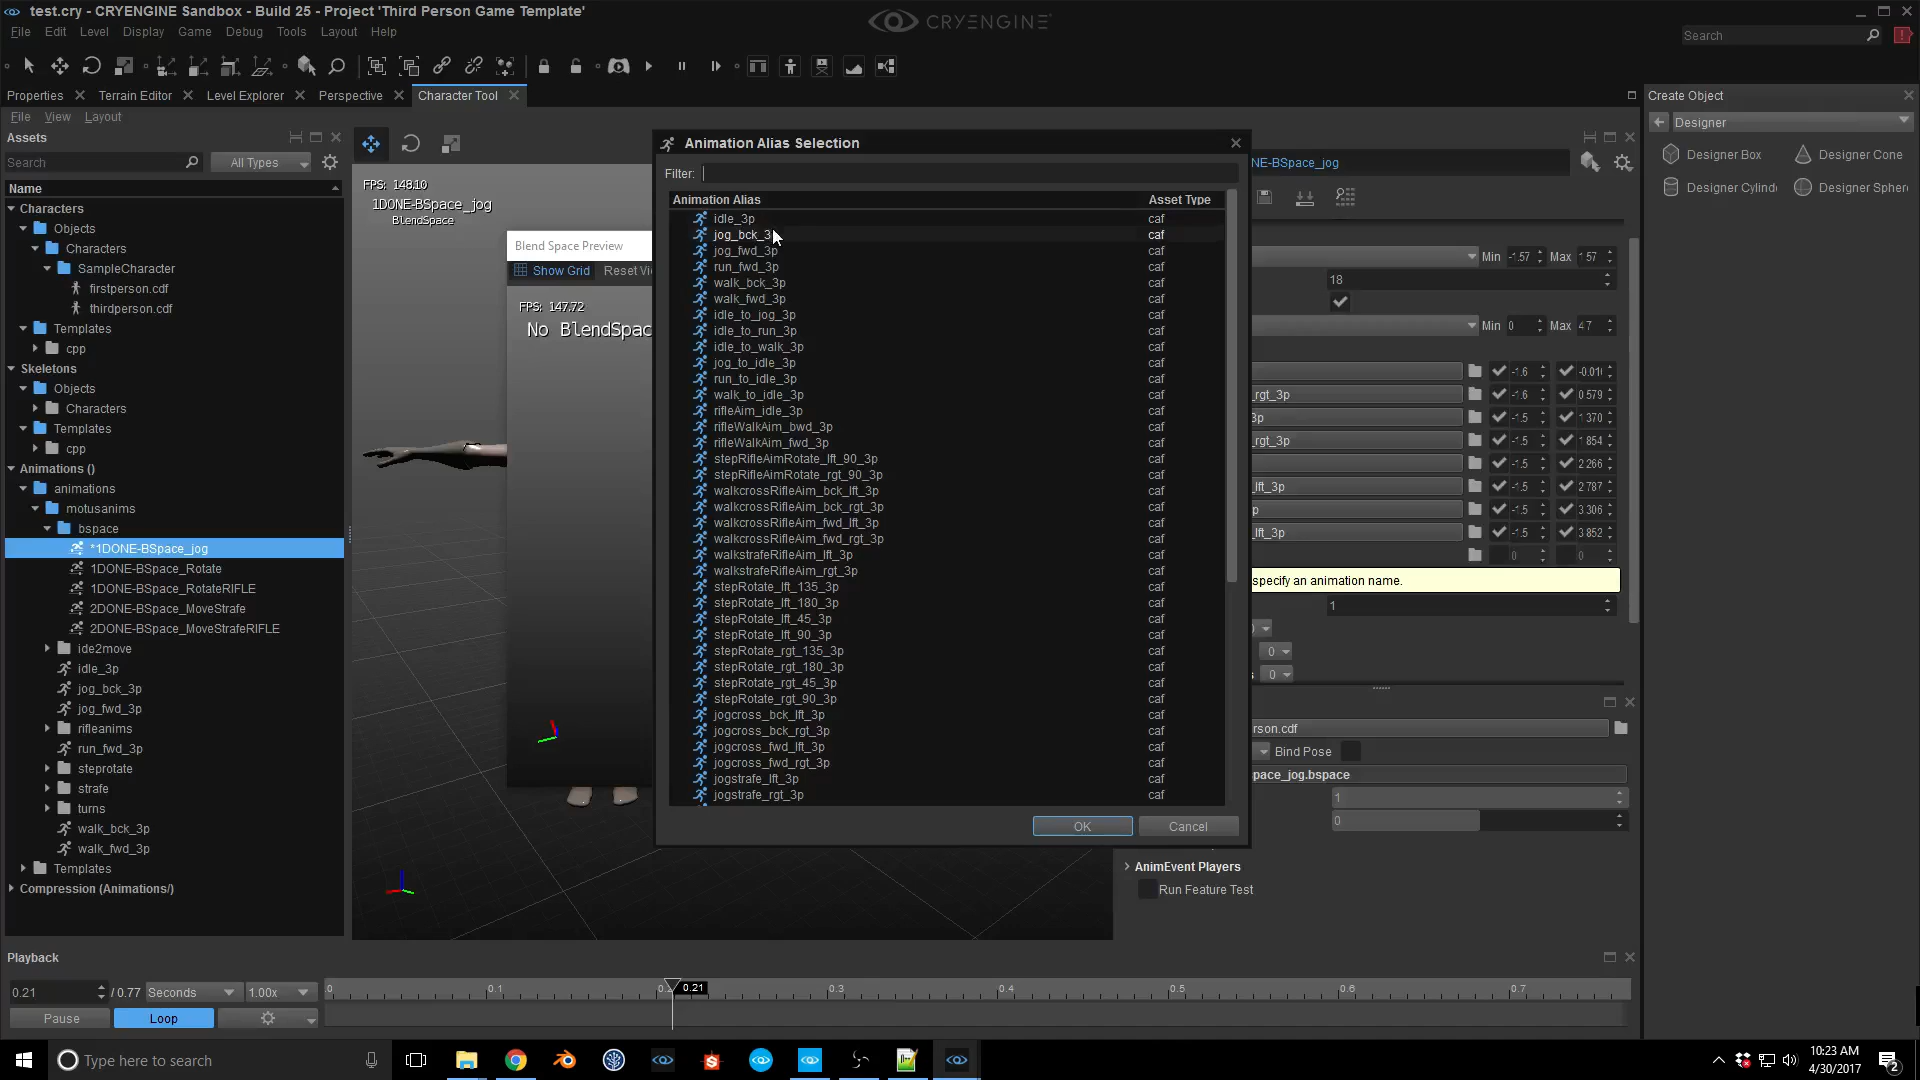 test.cry - CRYENGINE Sandbox - Build 25 - Project 'Third Person Game Template'
CRYENGINE
File Edit Level Display Game Debug Tools Layout Help
Search
Properties Terrain Editor Level Explorer Perspective Character Tool
Create Object
File View Layout
Designer
Assets
Search All Types
Designer Box Designer Cone
Designer Cylind Designer Spher
Name
Characters
Objects
Characters
SampleCharacter
firstperson.cdf
thirdperson.cdf
Templates
cpp
Skeletons
Objects
Characters
Templates
cpp
Animations ()
animations
motusanims
bspace
*1DONE-BSpace_jog
1DONE-BSpace_Rotate
1DONE-BSpace_RotateRIFLE
2DONE-BSpace_MoveStrafe
2DONE-BSpace_MoveStrafeRIFLE
ide2move
idle_3p
jog_bck_3p
jog_fwd_3p
rifleanims
run_fwd_3p
steprotate
strafe
turns
walk_bck_3p
walk_fwd_3p
Templates
Compression (Animations/)
FPS: 148.10
1DONE-BSpace_jog
BlendSpace
Blend Space Preview
Show Grid Reset Vi
FPS: 147.72
No BlendSpac
Animation Alias Selection
Filter:
Animation Alias Asset Type
idle_3p caf
jog_bck_3 caf
jog_fwd_3p caf
run_fwd_3p caf
walk_bck_3p caf
walk_fwd_3p caf
idle_to_jog_3p caf
idle_to_run_3p caf
idle_to_walk_3p caf
jog_to_idle_3p caf
run_to_idle_3p caf
walk_to_idle_3p caf
rifleAim_idle_3p caf
rifleWalkAim_bwd_3p caf
rifleWalkAim_fwd_3p caf
stepRifleAimRotate_lft_90_3p caf
stepRifleAimRotate_rgt_90_3p caf
walkcrossRifleAim_bck_lft_3p caf
walkcrossRifleAim_bck_rgt_3p caf
walkcrossRifleAim_fwd_lft_3p caf
walkcrossRifleAim_fwd_rgt_3p caf
walkstrafeRifleAim_lft_3p caf
walkstrafeRifleAim_rgt_3p caf
stepRotate_lft_135_3p caf
stepRotate_lft_180_3p caf
stepRotate_lft_45_3p caf
stepRotate_lft_90_3p caf
stepRotate_rgt_135_3p caf
stepRotate_rgt_180_3p caf
stepRotate_rgt_45_3p caf
stepRotate_rgt_90_3p caf
jogcross_bck_lft_3p caf
jogcross_bck_rgt_3p caf
jogcross_fwd_lft_3p caf
jogcross_fwd_rgt_3p caf
jogstrafe_lft_3p caf
jogstrafe_rgt_3p caf
OK Cancel
NE-BSpace_jog
Min -1.57 Max 1.57
18
Min 0 Max 4.7
-1.6 -0.01
_rgt_3p -1.6 0.579
3p -1.5 1.370
_rgt_3p -1.5 1.854
-1.5 2.266
_lft_3p -1.5 2.787
p -1.5 3.306
_lft_3p -1.5 3.852
0 0
specify an animation name.
1
0
0
rson.cdf
Bind Pose
pace_jog.bspace
1
0
AnimEvent Players
Run Feature Test
Playback
0.21 / 0.77 Seconds 1.00x
.0 0.1 0.2 0.21 0.3 0.4 0.5 0.6 0.7
Pause Loop
Type here to search
10:23 AM
4/30/2017
2